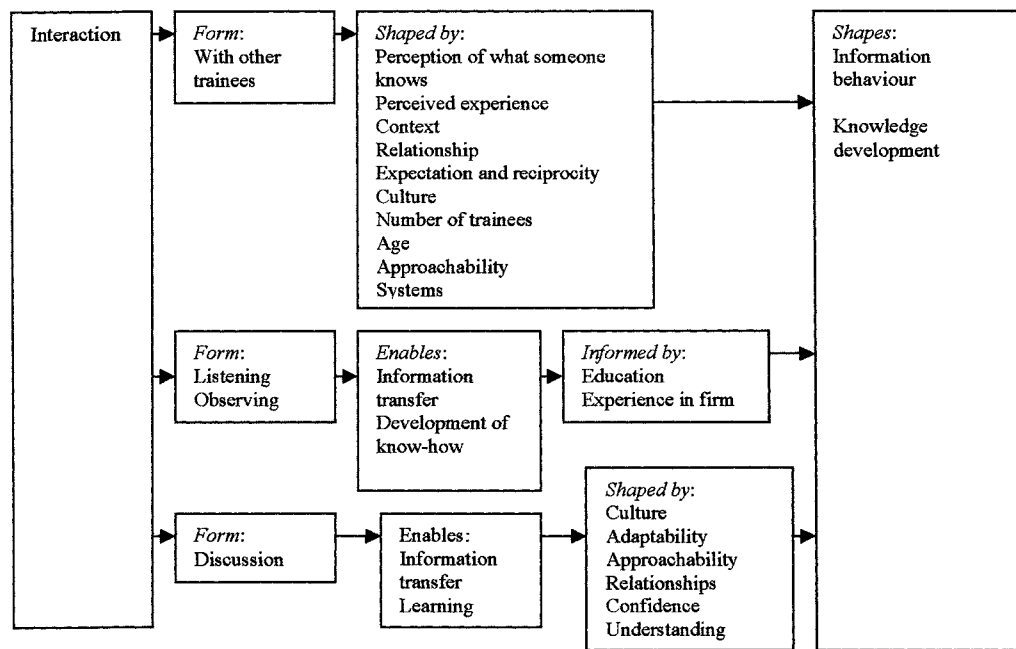 Interaction
Form:
With other
trainees
Shaped by:
Perception of what someone
knows
Perceived experience
Context
Relationship
Expectation and reciprocity
Culture
Number of trainees
Age
Approachability
Systems
Shapes:
Information
behaviour
Knowledge
development
Form:
Listening
Observing
Enables:
Information
transfer
Development of
know-how
Informed by:
Education
Experience in firm
Form:
Discussion
Enables:
Information
transfer
Learning
Shaped by:
Culture
Adaptability
Approachability
Relationships
Confidence
Understanding